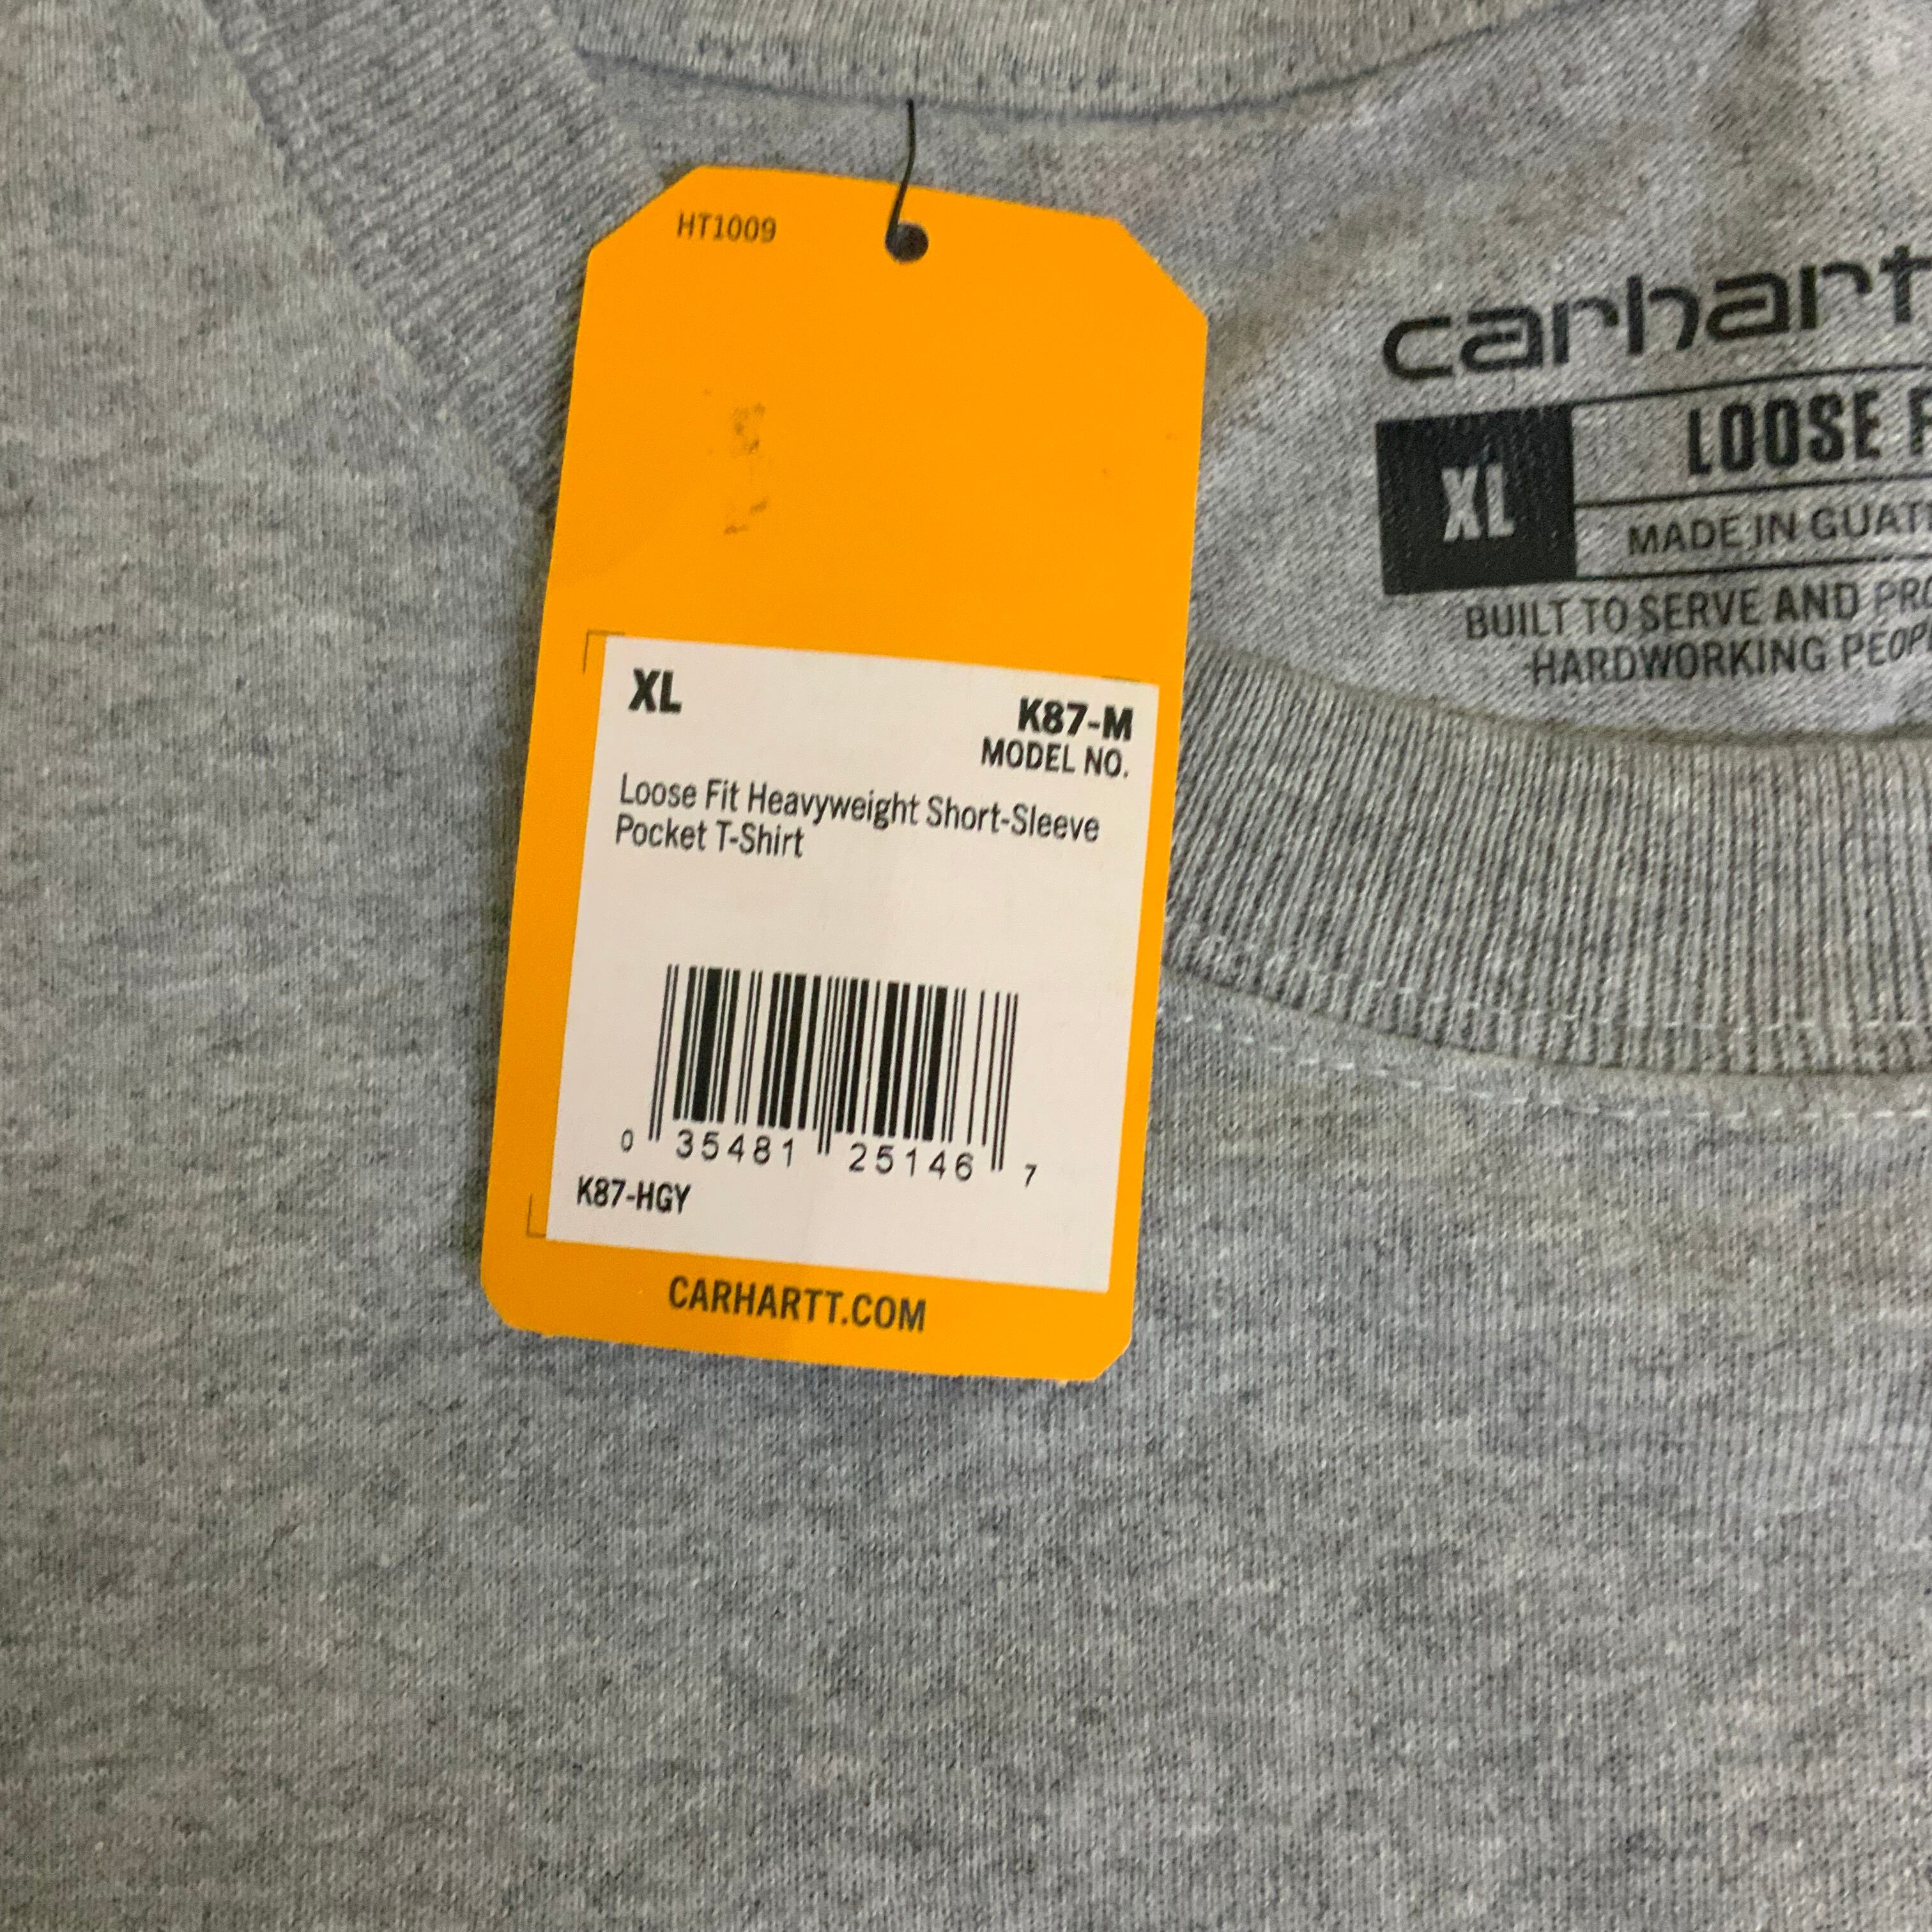 HT1009
XL
K87-M
MODEL NO.
Loose Fit Heavyweight Short-Sleeve
Pocket T-Shirt
0 35481 25146 7
K87-HGY
CARHARTT.COM
carhart
XL
LOOSE F
MADE IN GUAT
BUILT TO SERVE AND PRO
HARDWORKING PEOP